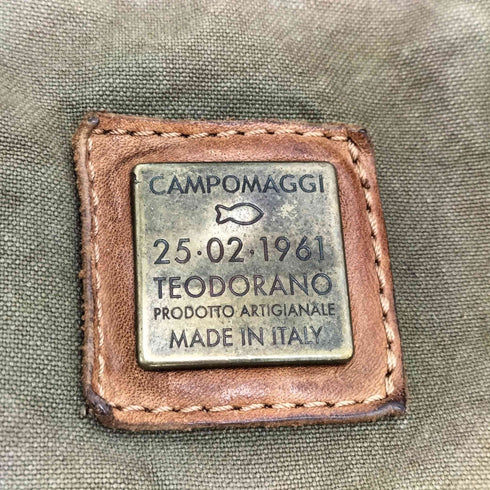 CAMPOMAGGI
25·02·1961
TEODORANO
PRODOTTO ARTIGIANALE
MADE IN ITALY